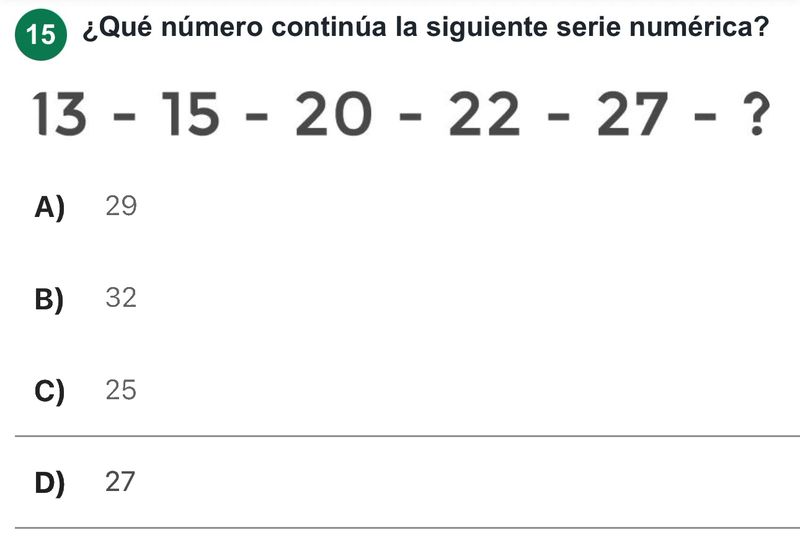 15 ¿Qué número continúa la siguiente serie numérica?
13 - 15 - 20 - 22 - 27 - ?
A) 29
B) 32
C) 25
D) 27